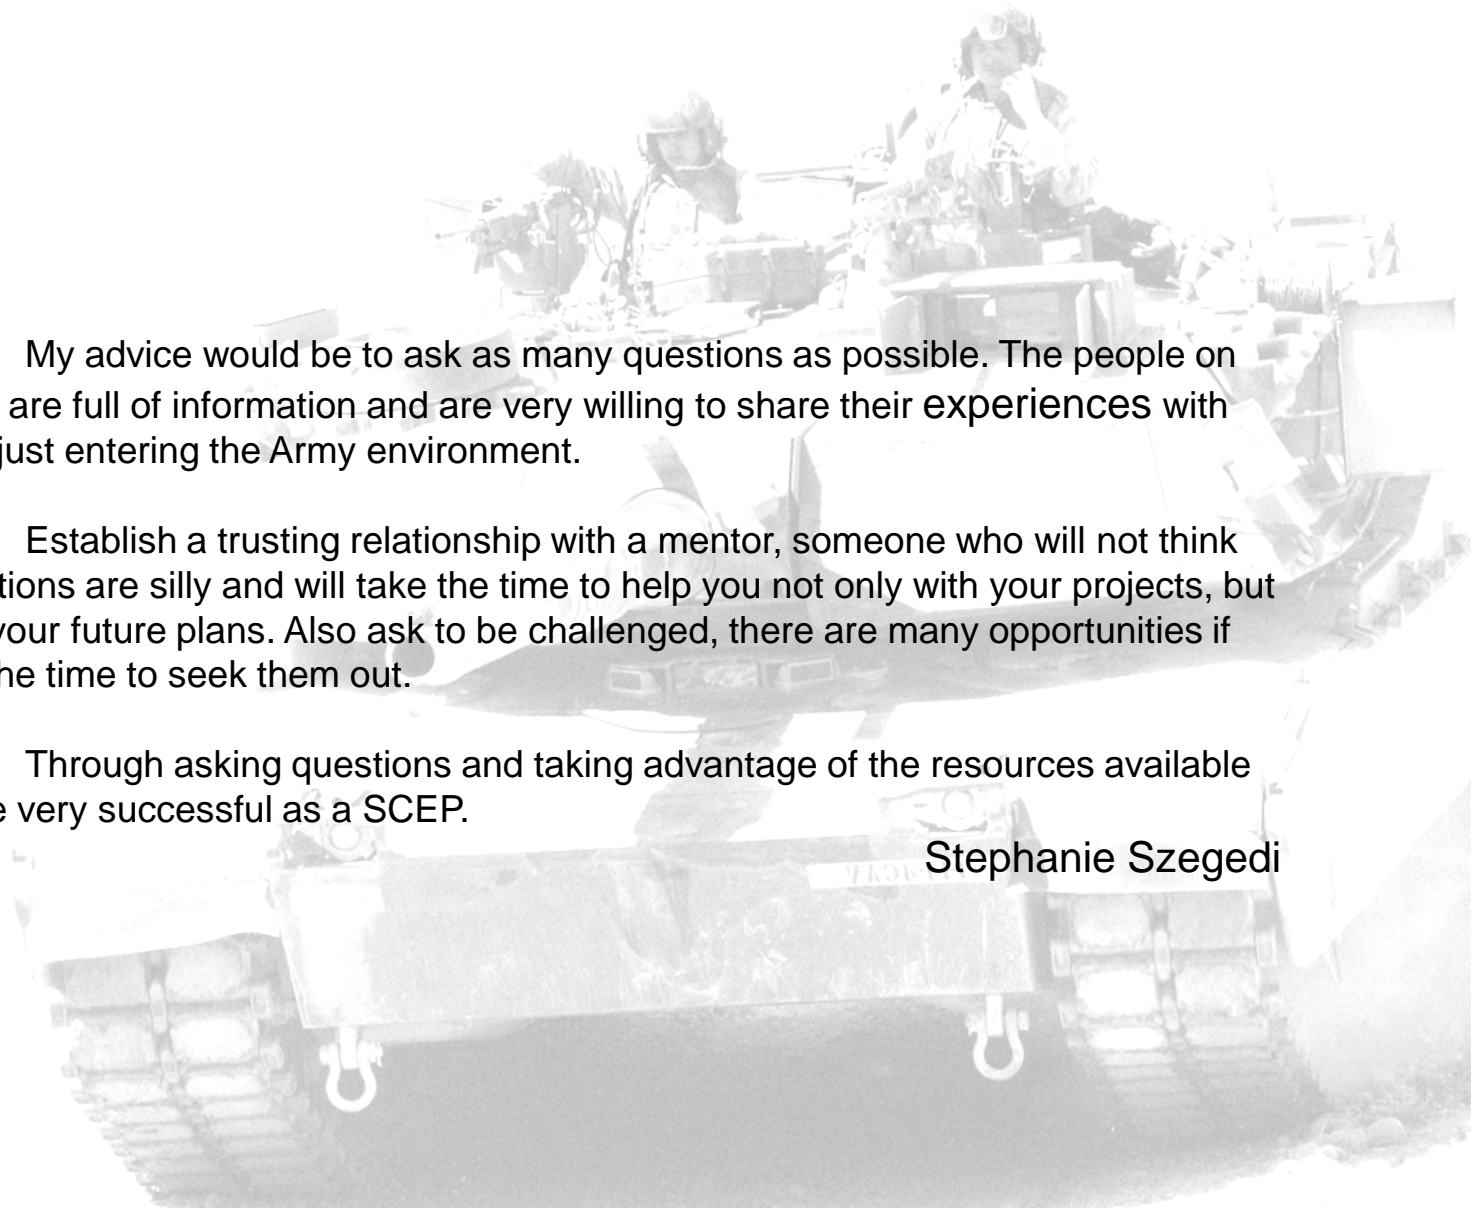 My advice would be to ask as many questions as possible. The people on
are full of information and are very willing to share their experiences with
just entering the Army environment.
Establish a trusting relationship with a mentor, someone who will not think
tions are silly and will take the time to help you not only with your projects, but
your future plans. Also ask to be challenged, there are many opportunities if
he time to seek them out.
Through asking questions and taking advantage of the resources available
e very successful as a SCEP.
Stephanie Szegedi